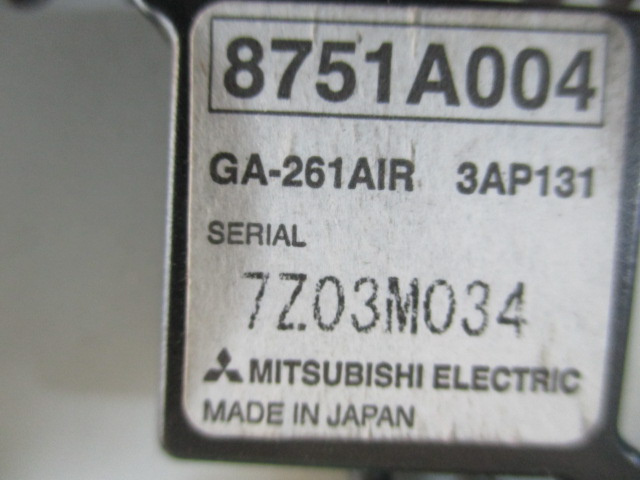 8751A004
GA-261AIR 3AP131
SERIAL
7Z03M034
MITSUBISHI ELECTRIC
MADE IN JAPAN